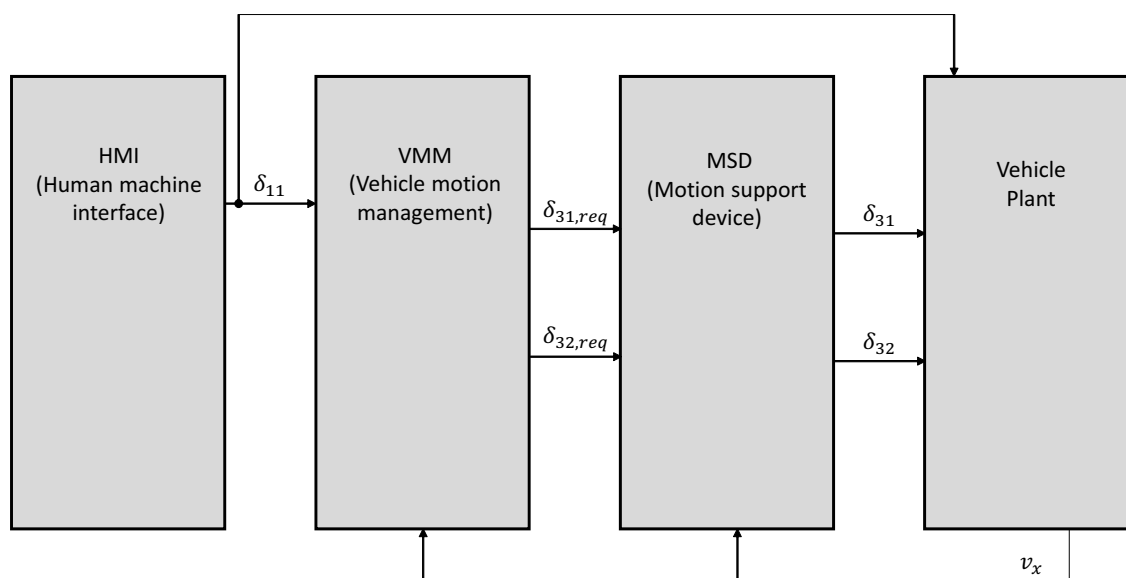 HMI
(Human machine
interface)
δ₁₁
VMM
(Vehicle motion
management)
δ₃₁,req
δ₃₂,req
MSD
(Motion support
device)
δ₃₁
δ₃₂
Vehicle
Plant
vₓ